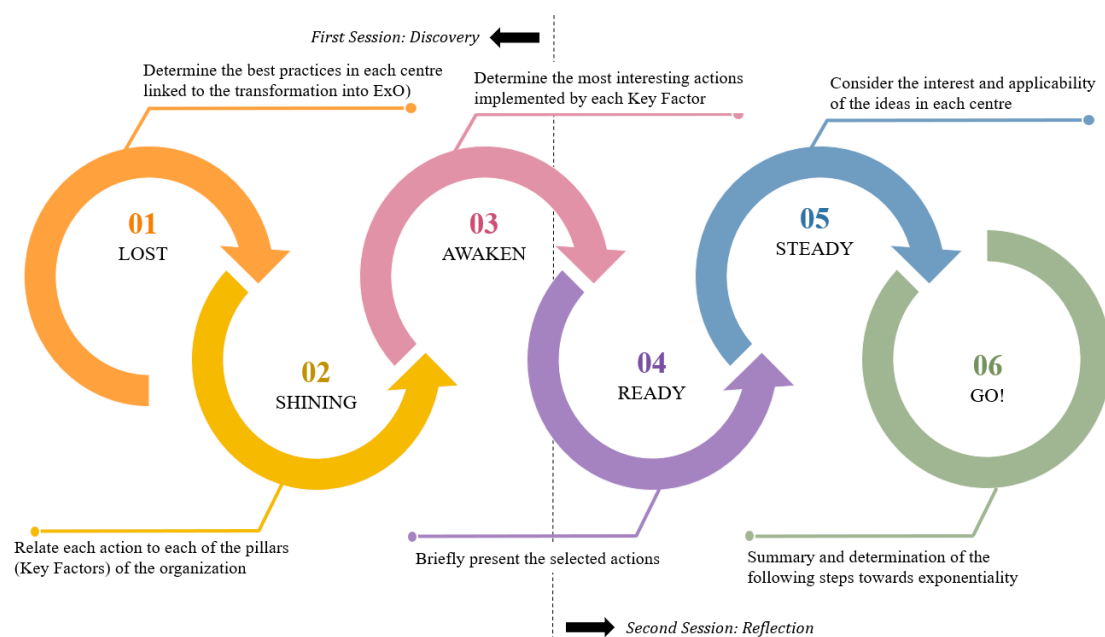 First Session: Discovery
Determine the best practices in each centre
linked to the transformation into ExO)
Determine the most interesting actions
implemented by each Key Factor
Consider the interest and applicability
of the ideas in each centre
01
LOST
03
AWAKEN
05
STEADY
02
SHINING
04
READY
06
GO!
Relate each action to each of the pillars
(Key Factors) of the organization
Briefly present the selected actions
Summary and determination of the
following steps towards exponentiality
Second Session: Reflection